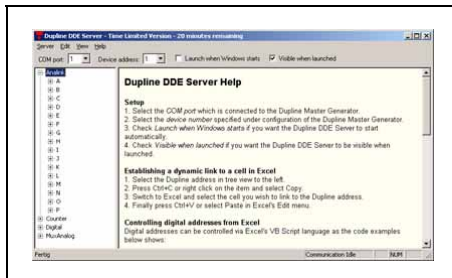 Dupline DDE Server - Time Limited Version - 20 minutes remaining
Server Edit View Help
COM port: 1 Device address: 1 Launch when Windows starts Visible when launched
Analink
A
B
C
D
E
F
G
H
I
J
K
L
M
N
O
P
Counter
Digital
MuxAnalog
Dupline DDE Server Help
Setup
1. Select the COM port which is connected to the Dupline Master Generator.
2. Select the device number specified under configuration of the Dupline Master Generator.
3. Check Launch when Windows starts if you want the Dupline DDE Server to start
automatically.
4. Check Visible when launched if you want the Dupline DDE Server to be visible when
launched.
Establishing a dynamic link to a cell in Excel
1. Select the Dupline address in tree view to the left.
2. Press Ctrl+C or right click on the item and select Copy.
3. Switch to Excel and select the cell you wish to link to the Dupline address.
4. Finally press Ctrl+V or select Paste in Excel's Edit menu.
Controlling digital addresses from Excel
Digital addresses can be controlled via Excel's VB Script language as the code examples
below shows:
Fertig Communication Idle NUM